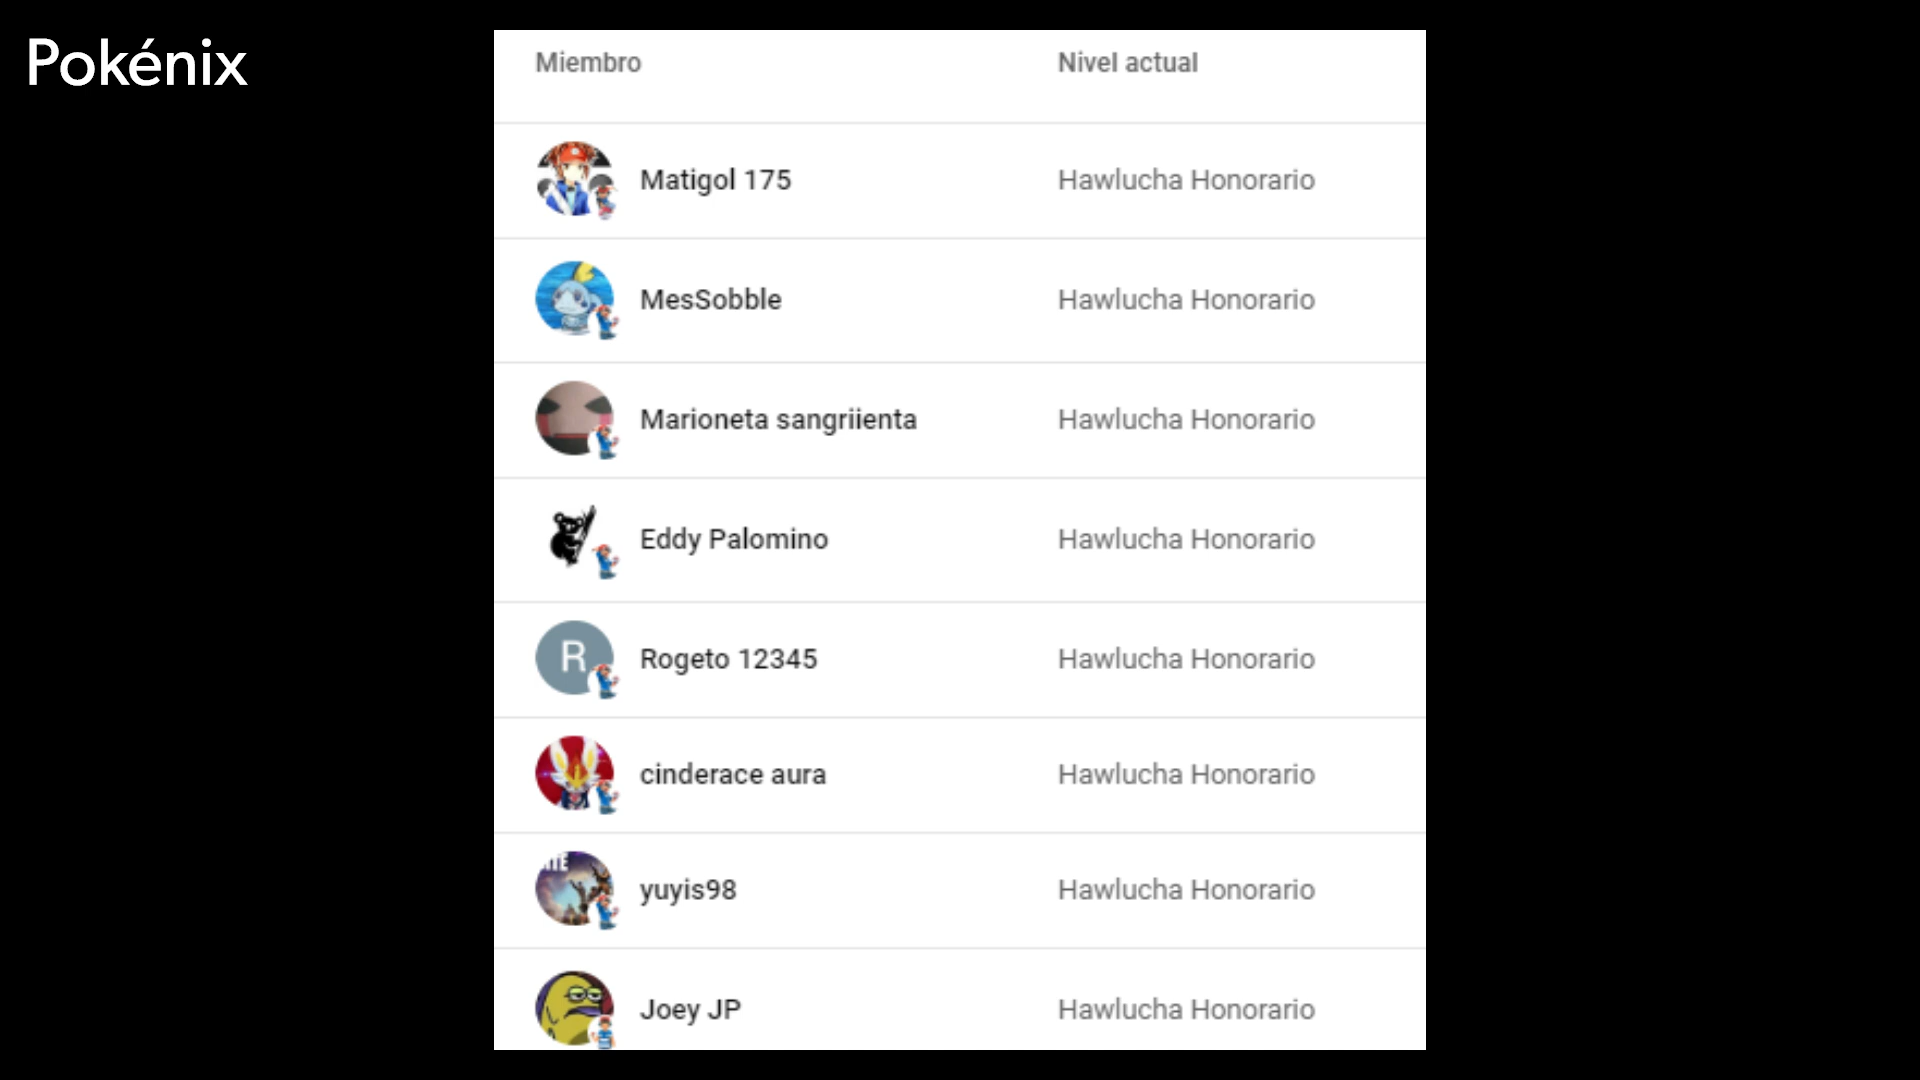 Pokénix
Miembro Nivel actual
Matigol 175 Hawlucha Honorario
MesSobble Hawlucha Honorario
Marioneta sangriienta Hawlucha Honorario
Eddy Palomino Hawlucha Honorario
R
Rogeto 12345 Hawlucha Honorario
cinderace aura Hawlucha Honorario
yuyis98 Hawlucha Honorario
Joey JP Hawlucha Honorario